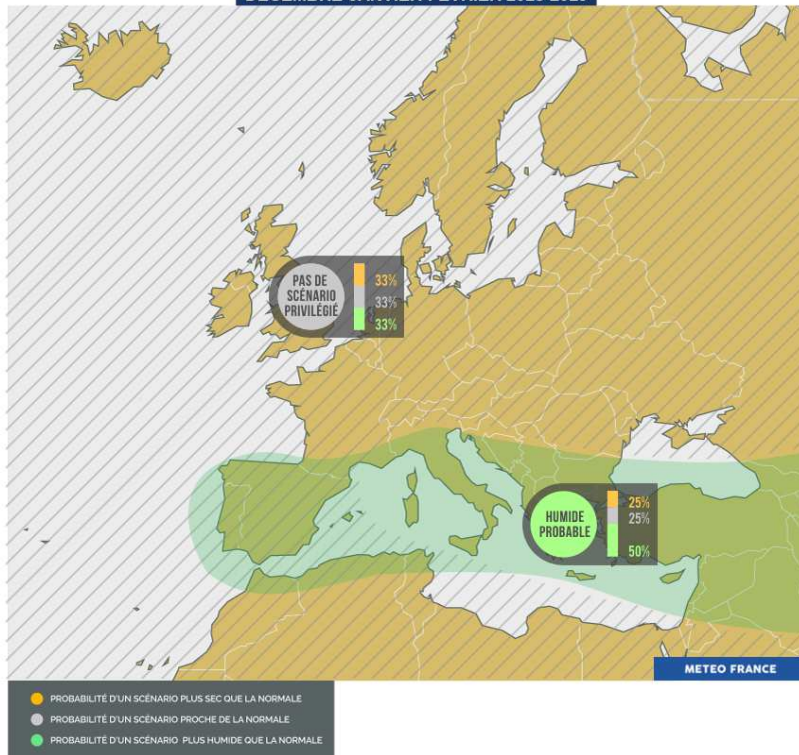 PAS DE
SCÉNARIO
PRIVILÉGIÉ
33%
33%
33%
HUMIDE
PROBABLE
25%
25%
50%
METEO FRANCE
PROBABILITÉ D'UN SCÉNARIO PLUS SEC QUE LA NORMALE
PROBABILITÉ D'UN SCÉNARIO PROCHE DE LA NORMALE
PROBABILITÉ D'UN SCÉNARIO PLUS HUMIDE QUE LA NORMALE